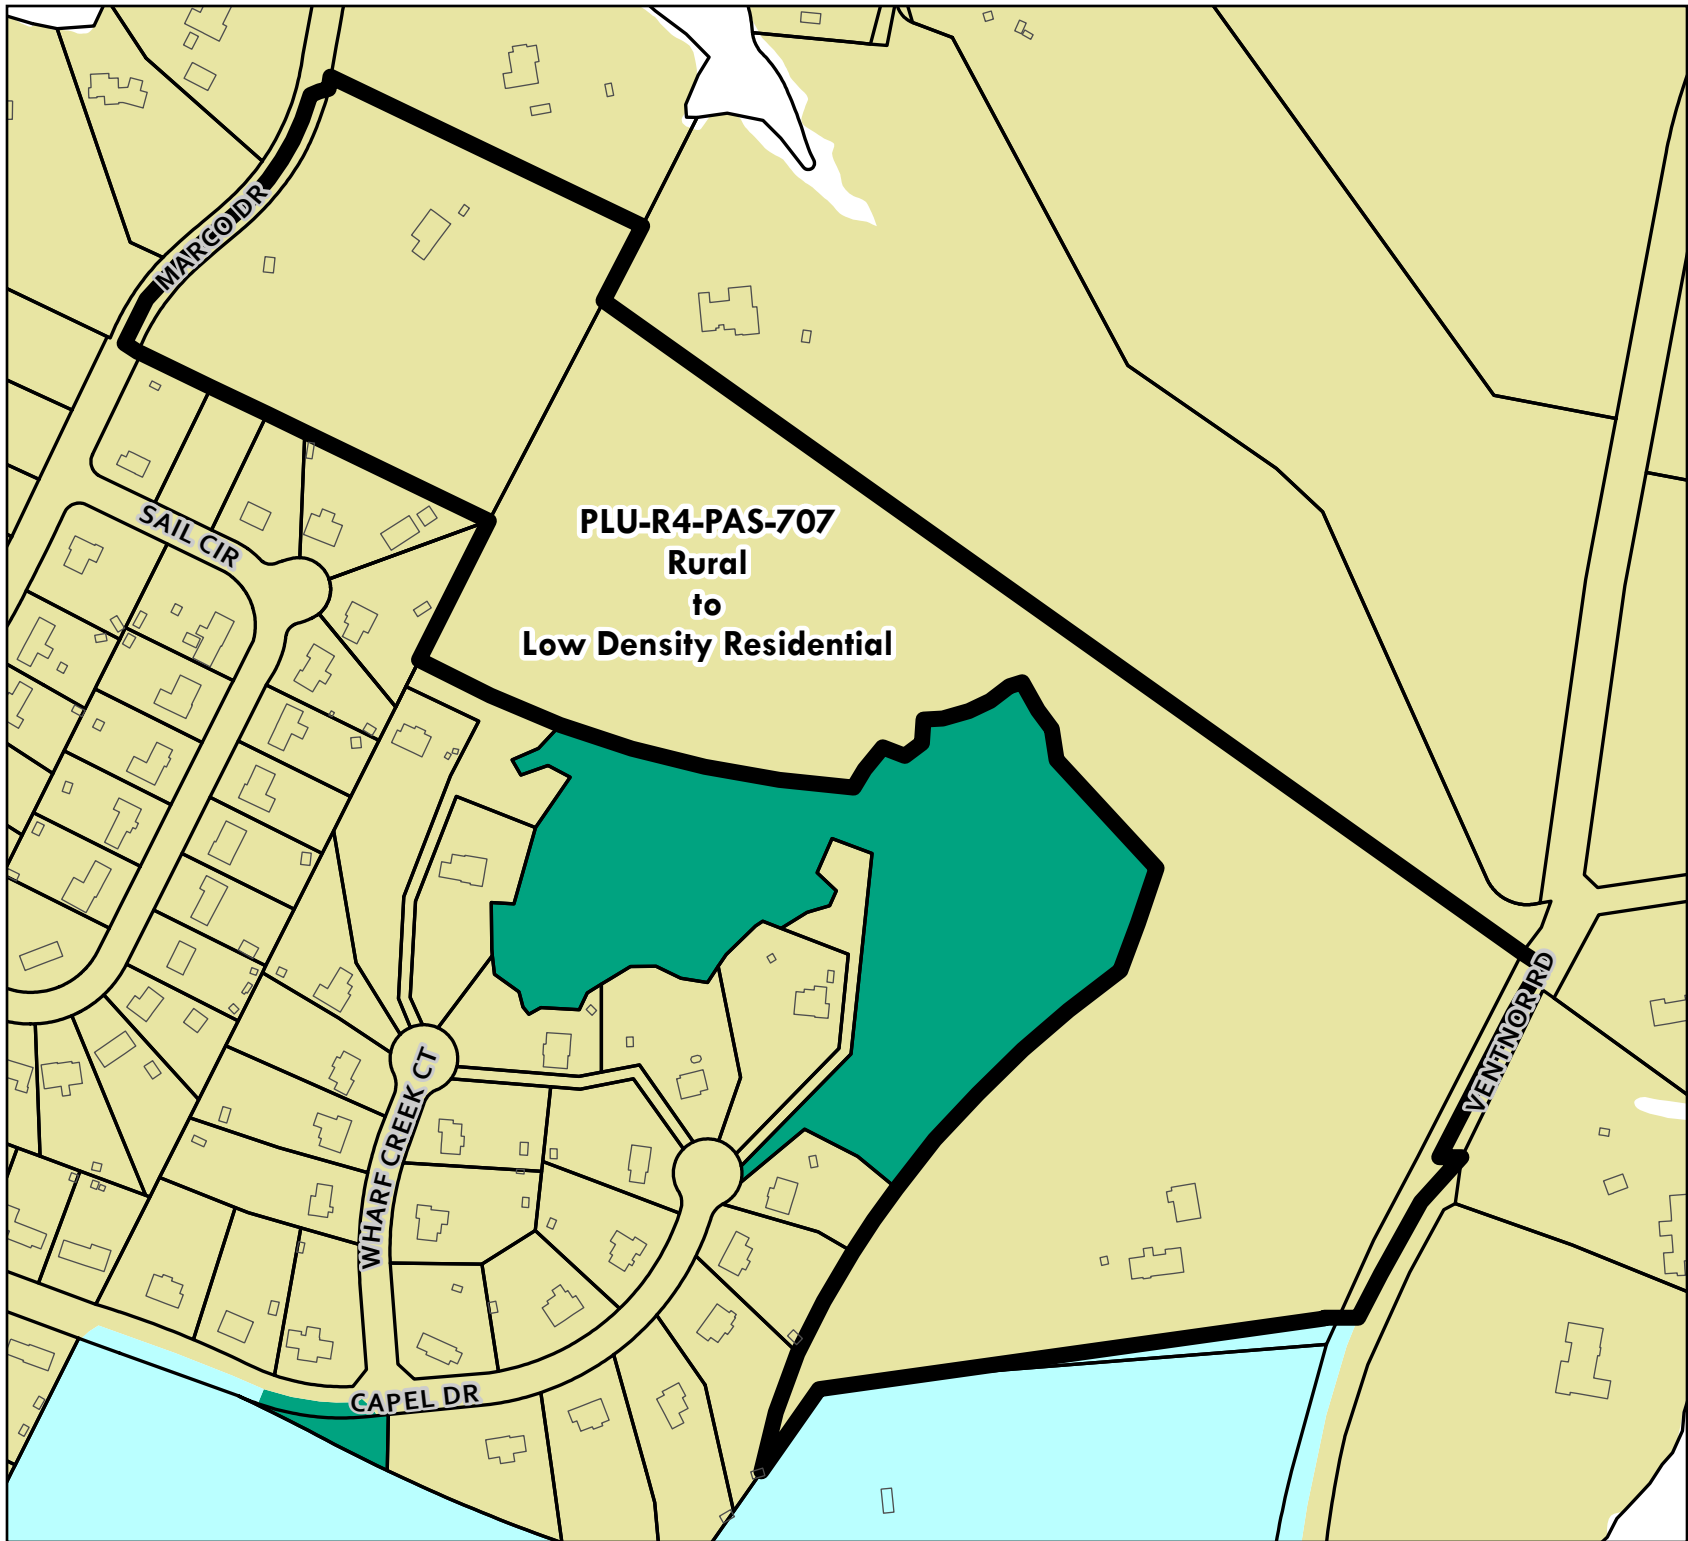 MARCO DR
SAIL CIR
PLU-R4-PAS-707
Rural
to
Low Density Residential
VENTNOR RD
WHARF CREEK CT
CAPEL DR